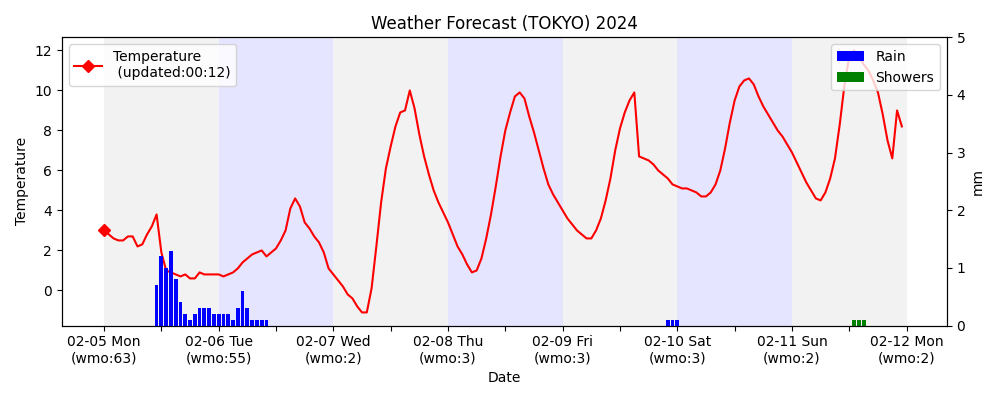 Weather Forecast (TOKYO) 2024
Temperature
(updated:00:12)
Rain
Showers
Temperature
12
10
8
6
4
2
0
5
4
3
2
1
0
mm
02-05 Mon
(wmo:63)
02-06 Tue
(wmo:55)
02-07 Wed
(wmo:2)
02-08 Thu
(wmo:3)
02-09 Fri
(wmo:3)
02-10 Sat
(wmo:3)
02-11 Sun
(wmo:2)
02-12 Mon
(wmo:2)
Date